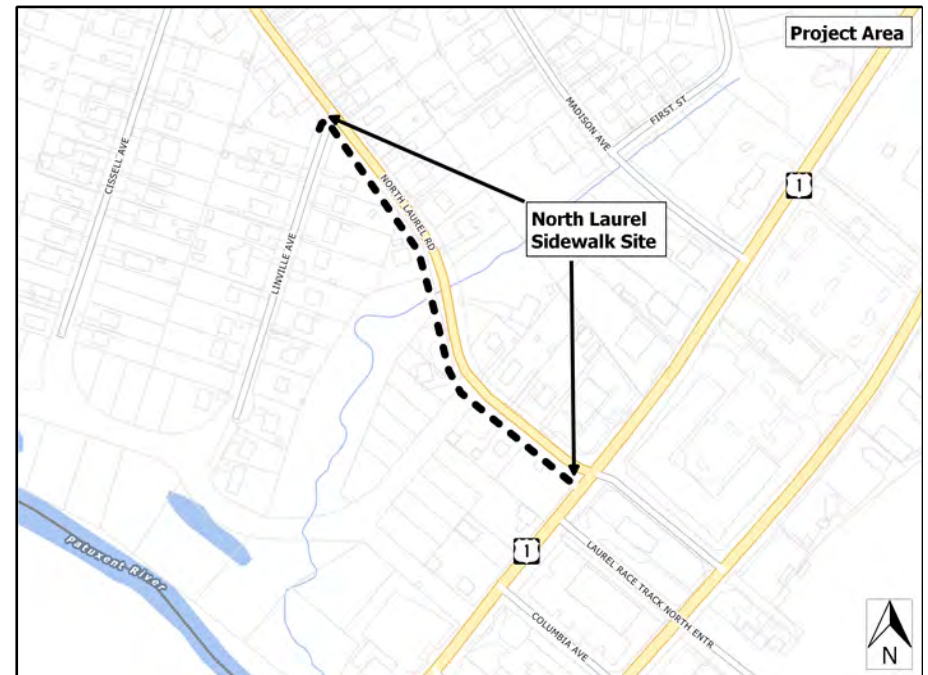 Project Area
MADISON AVE
FIRST ST
CISSELL AVE
NORTH LAUREL RD
1
North Laurel
Sidewalk Site
LINVILLE AVE
Patuxent River
1
LAUREL RACE TRACK NORTH ENTR
COLUMBIA AVE
N